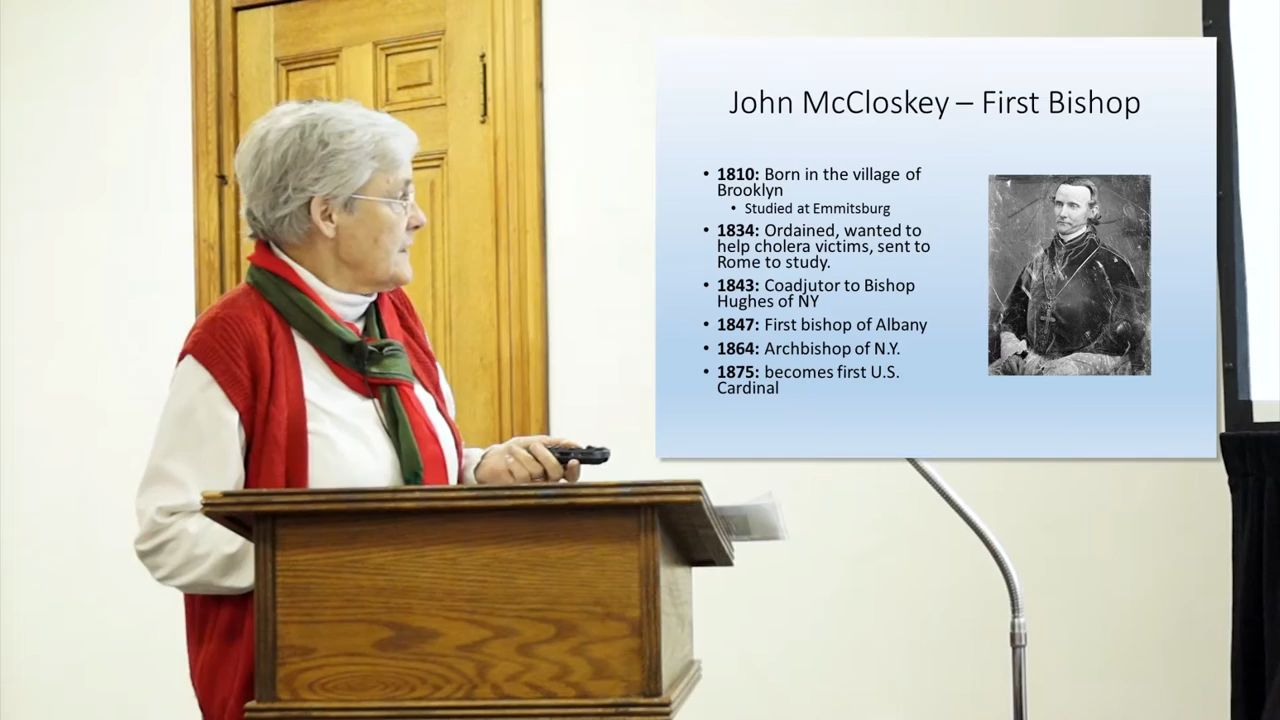 John McCloskey – First Bishop
• 1810: Born in the village of
Brooklyn
• Studied at Emmitsburg
• 1834: Ordained, wanted to
help cholera victims, sent to
Rome to study.
• 1843: Coadjutor to Bishop
Hughes of NY
• 1847: First bishop of Albany
• 1864: Archbishop of N.Y.
• 1875: becomes first U.S.
Cardinal